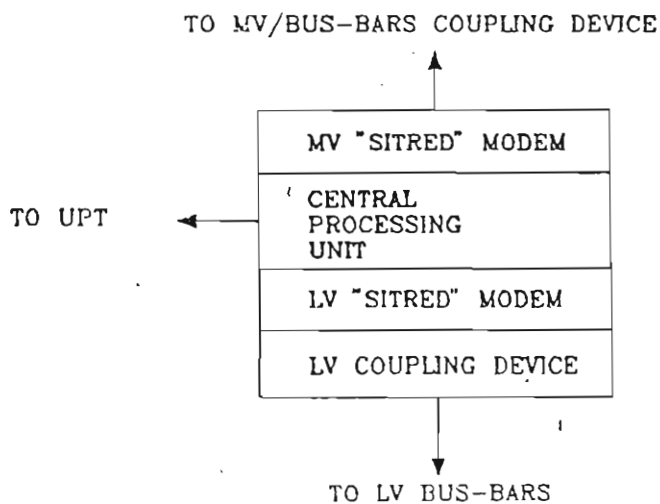 TO MV/BUS-BARS COUPLING DEVICE
MV "SITRED" MODEM
TO UPT
CENTRAL
PROCESSING
UNIT
LV "SITRED" MODEM
LV COUPLING DEVICE
TO LV BUS-BARS